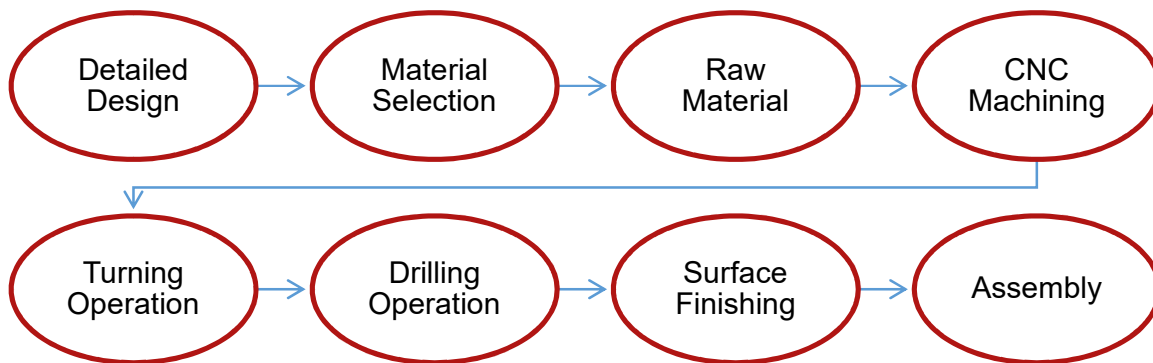 Detailed
Design
Material
Selection
Raw
Material
CNC
Machining
Turning
Operation
Drilling
Operation
Surface
Finishing
Assembly